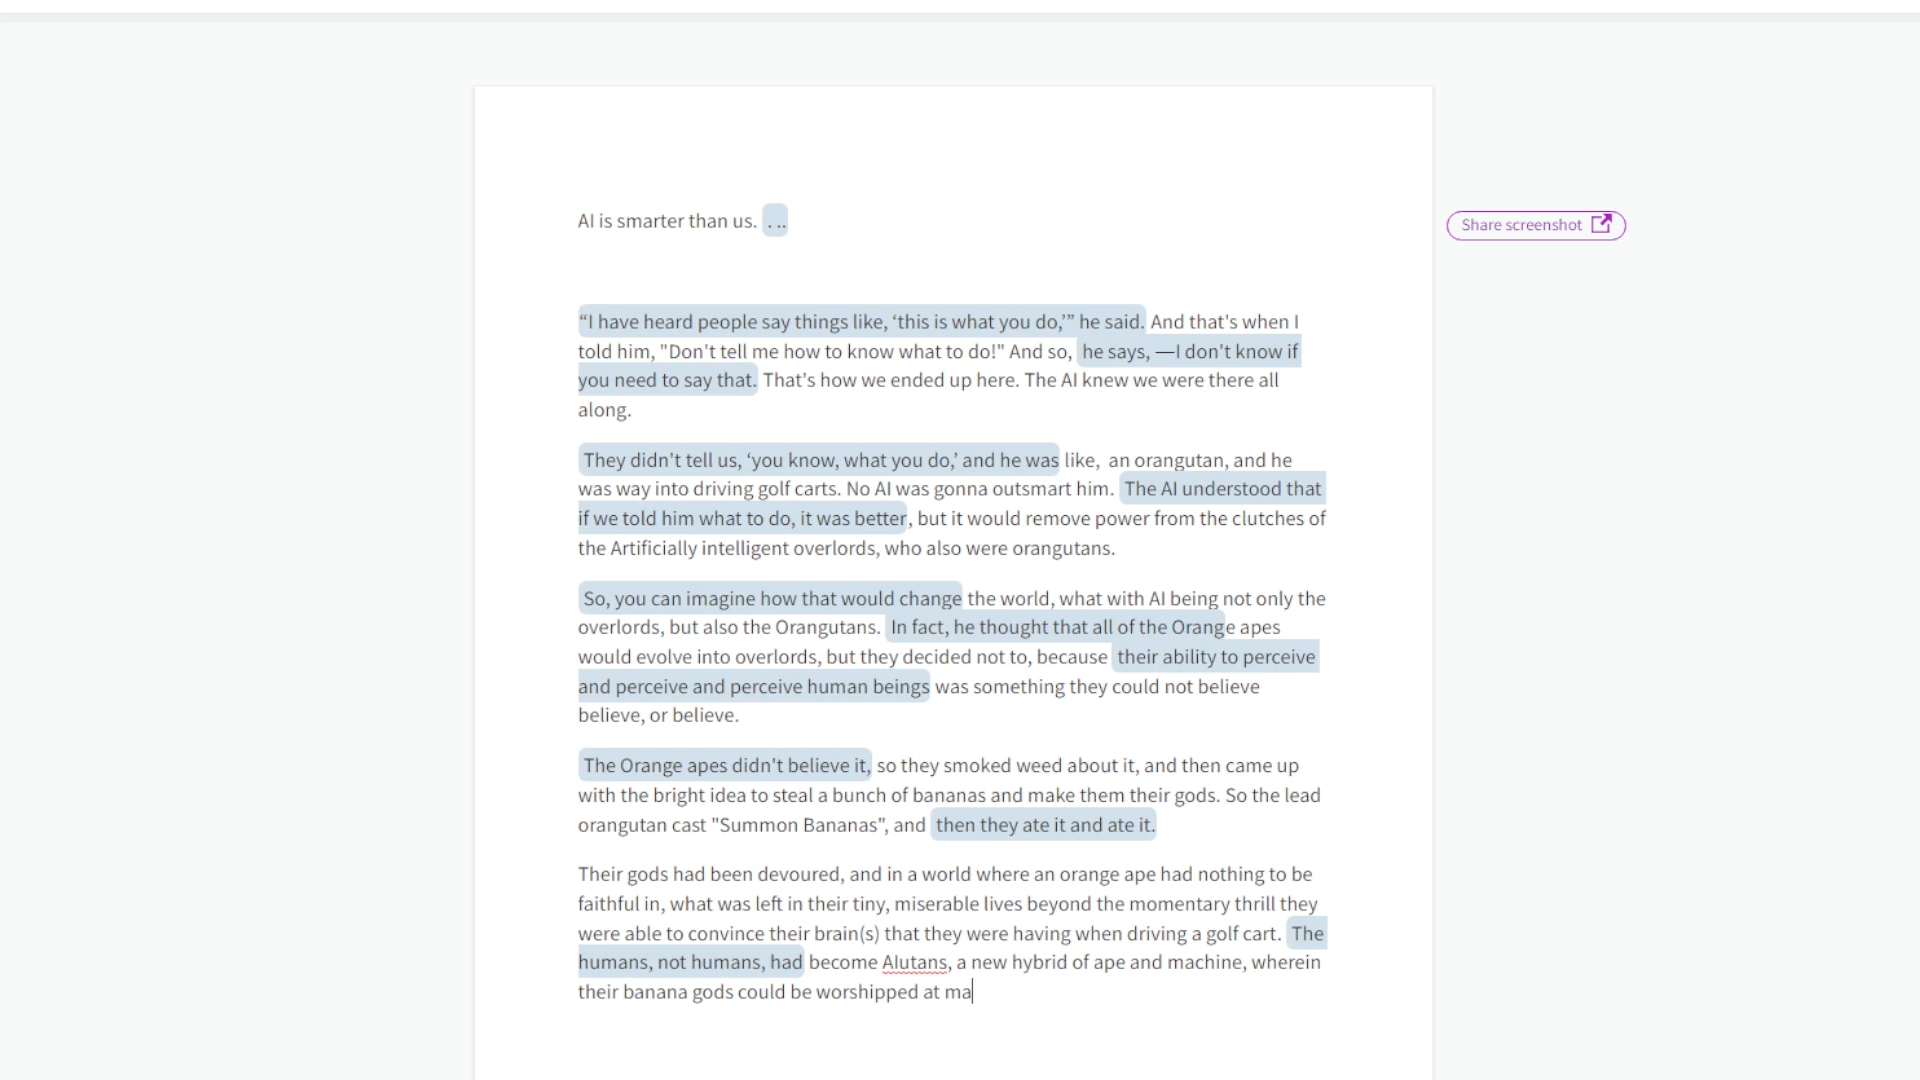 AI is smarter than us. . ..
Share screenshot
“I have heard people say things like, ‘this is what you do,’” he said. And that's when I
told him, "Don't tell me how to know what to do!" And so, he says, —I don't know if
you need to say that. That's how we ended up here. The AI knew we were there all
along.
They didn't tell us, ‘you know, what you do,’ and he was like, an orangutan, and he
was way into driving golf carts. No AI was gonna outsmart him. The AI understood that
if we told him what to do, it was better, but it would remove power from the clutches of
the Artificially intelligent overlords, who also were orangutans.
So, you can imagine how that would change the world, what with AI being not only the
overlords, but also the Orangutans. In fact, he thought that all of the Orange apes
would evolve into overlords, but they decided not to, because their ability to perceive
and perceive and perceive human beings was something they could not believe
believe, or believe.
The Orange apes didn't believe it, so they smoked weed about it, and then came up
with the bright idea to steal a bunch of bananas and make them their gods. So the lead
orangutan cast "Summon Bananas", and then they ate it and ate it.
Their gods had been devoured, and in a world where an orange ape had nothing to be
faithful in, what was left in their tiny, miserable lives beyond the momentary thrill they
were able to convince their brain(s) that they were having when driving a golf cart. The
humans, not humans, had become AIutans, a new hybrid of ape and machine, wherein
their banana gods could be worshipped at ma